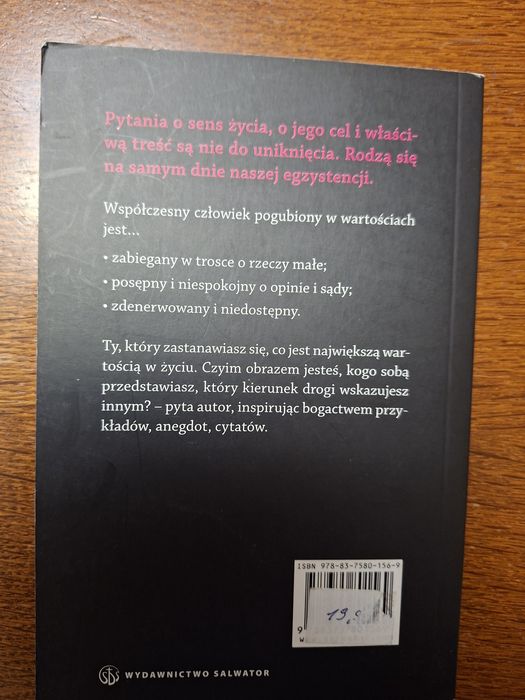 Pytania o sens życia, o jego cel i właści-
wą treść są nie do uniknięcia. Rodzą się
na samym dnie naszej egzystencji.
Współczesny człowiek pogubiony w wartościach
jest...
• zabiegany w trosce o rzeczy małe;
• posępny i niespokojny o opinie i sądy;
• zdenerwowany i niedostępny.
Ty, który zastanawiasz się, co jest największą war-
tością w życiu. Czyim obrazem jesteś, kogo sobą
przedstawiasz, który kierunek drogi wskazujesz
innym? – pyta autor, inspirując bogactwem przy-
kładów, anegdot, cytatów.
ISBN 978-83-7580-156-9
9
SDS WYDAWNICTWO SALWATOR